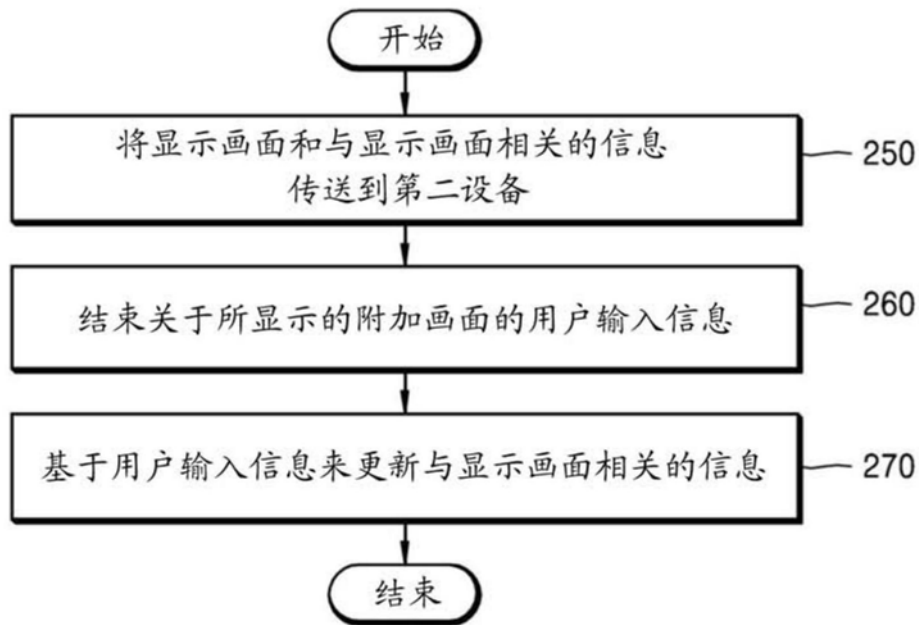 开始
将显示画面和与显示画面相关的信息
传送到第二设备
250
结束关于所显示的附加画面的用户输入信息
260
基于用户输入信息来更新与显示画面相关的信息
270
结束